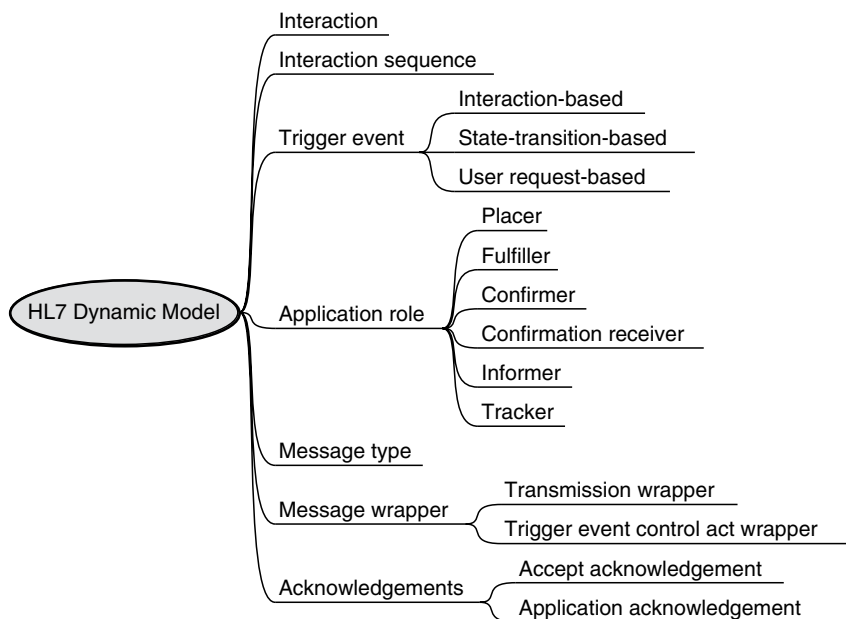 HL7 Dynamic Model
Interaction
Interaction sequence
Trigger event
Interaction-based
State-transition-based
User request-based
Application role
Placer
Fulfiller
Confirmer
Confirmation receiver
Informer
Tracker
Message type
Message wrapper
Transmission wrapper
Trigger event control act wrapper
Acknowledgements
Accept acknowledgement
Application acknowledgement